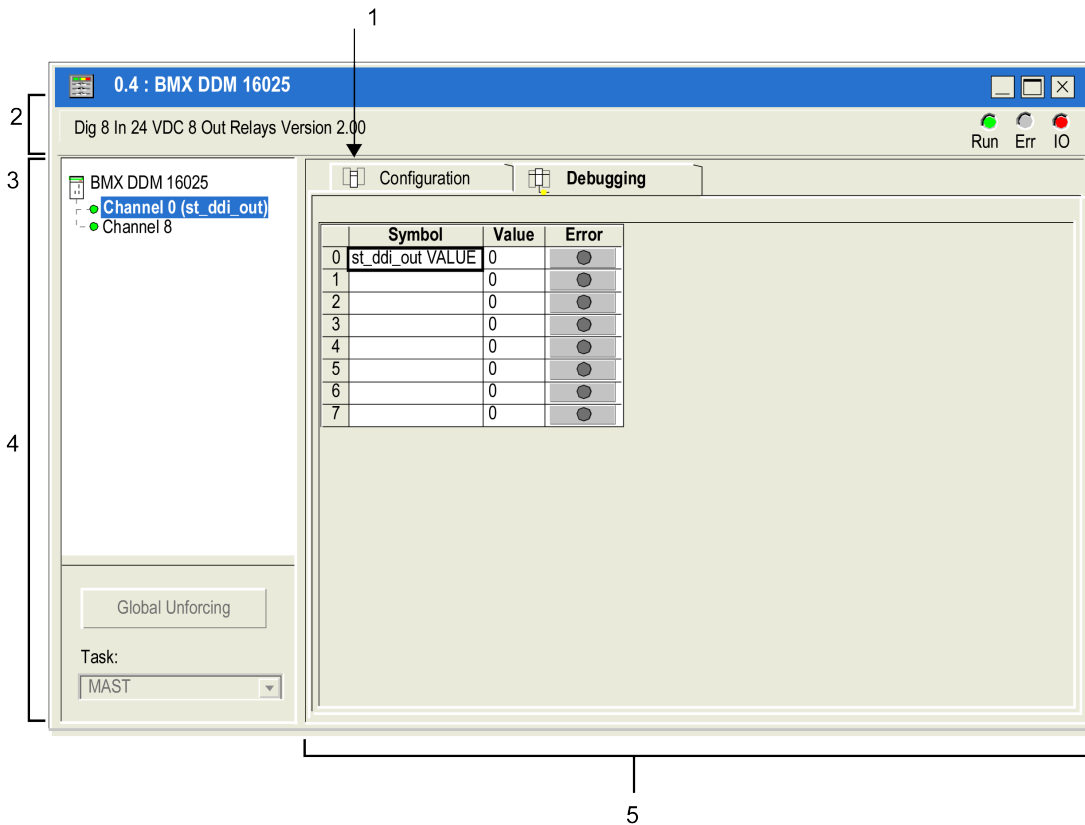 1
0.4 : BMX DDM 16025
2
Dig 8 In 24 VDC 8 Out Relays Version 2.00
Run Err IO
3
BMX DDM 16025
Channel 0 (st_ddi_out)
Channel 8
Configuration Debugging
Symbol Value Error
0 st_ddi_out VALUE 0
1 0
2 0
3 0
4 0
5 0
6 0
7 0
4
Global Unforcing
Task:
MAST
5